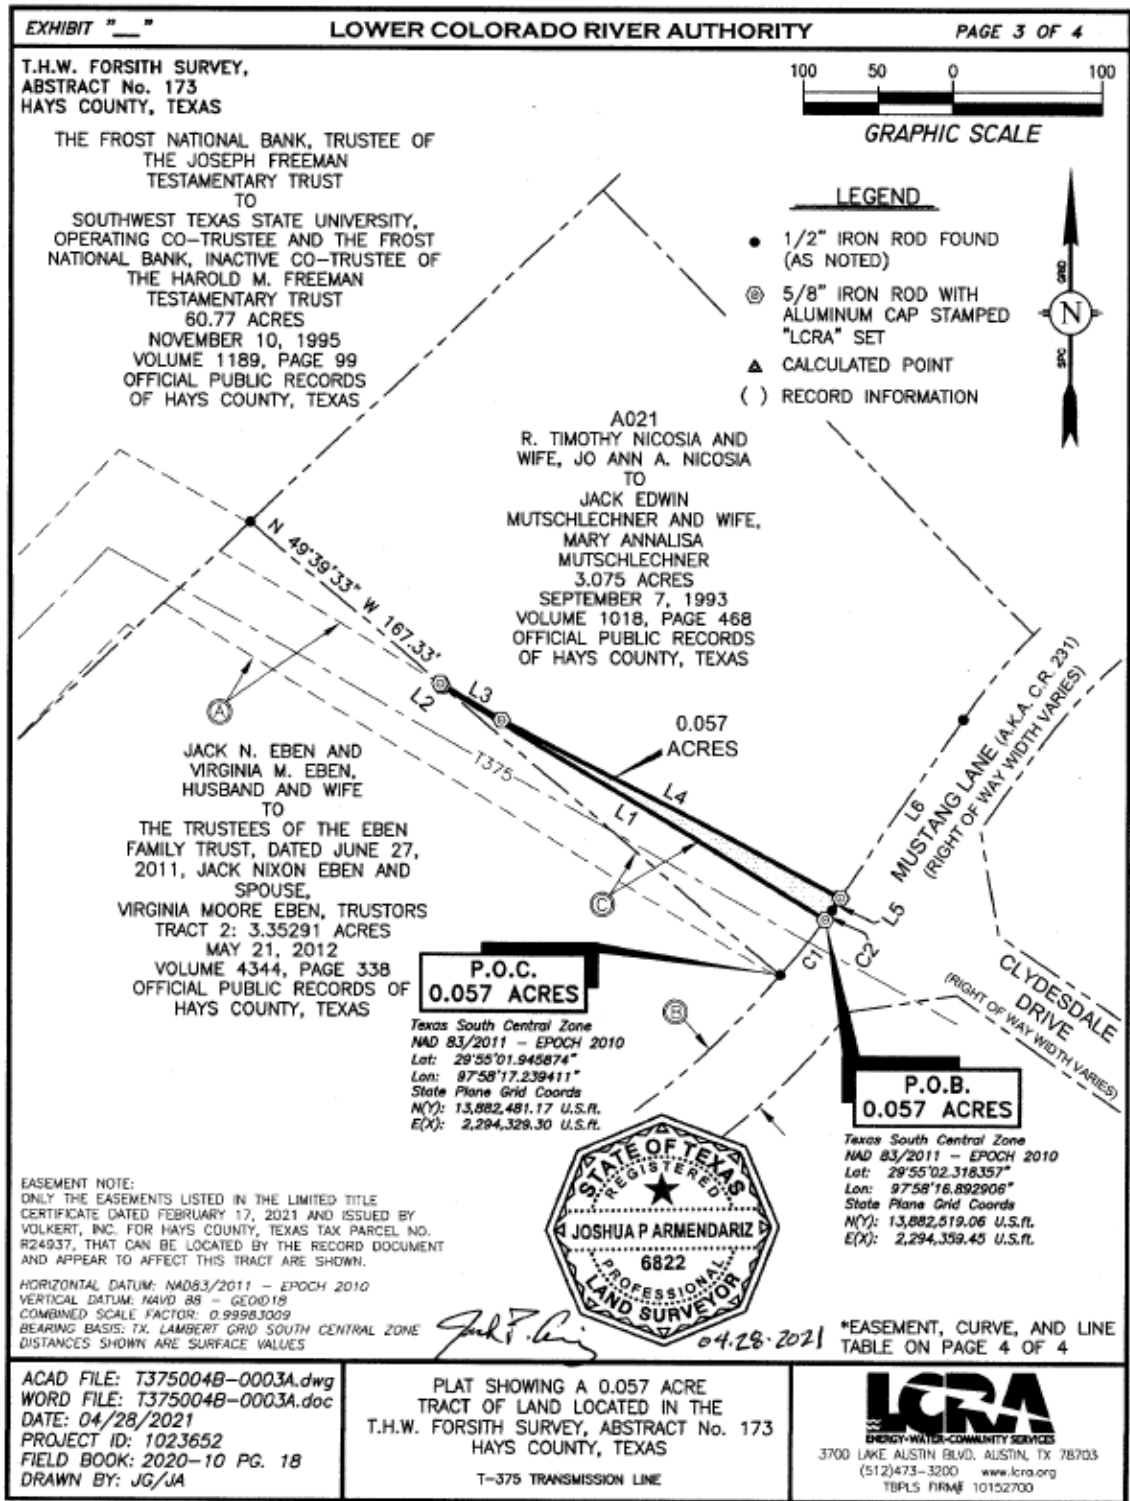 EXHIBIT "__"
LOWER COLORADO RIVER AUTHORITY
PAGE 3 OF 4
T.H.W. FORSITH SURVEY,
ABSTRACT No. 173
HAYS COUNTY, TEXAS
THE FROST NATIONAL BANK, TRUSTEE OF
THE JOSEPH FREEMAN
TESTAMENTARY TRUST
TO
SOUTHWEST TEXAS STATE UNIVERSITY,
OPERATING CO-TRUSTEE AND THE FROST
NATIONAL BANK, INACTIVE CO-TRUSTEE OF
THE HAROLD M. FREEMAN
TESTAMENTARY TRUST
60.77 ACRES
NOVEMBER 10, 1995
VOLUME 1189, PAGE 99
OFFICIAL PUBLIC RECORDS
OF HAYS COUNTY, TEXAS
100 50 0 100
GRAPHIC SCALE
LEGEND
1/2" IRON ROD FOUND
(AS NOTED)
5/8" IRON ROD WITH
ALUMINUM CAP STAMPED
"LCRA" SET
CALCULATED POINT
( ) RECORD INFORMATION
GRID
N
SPC
A021
R. TIMOTHY NICOSIA AND
WIFE, JO ANN A. NICOSIA
TO
JACK EDWIN
MUTSCHLECHNER AND WIFE,
MARY ANNALISA
MUTSCHLECHNER
3.075 ACRES
SEPTEMBER 7, 1993
VOLUME 1018, PAGE 468
OFFICIAL PUBLIC RECORDS
OF HAYS COUNTY, TEXAS
N 49°39'33" W 167.33'
L2
L3
A
0.057
ACRES
T375
L1
L4
L6
MUSTANG LANE (A.K.A. C.R. 231)
(RIGHT OF WAY WIDTH VARIES)
C
L5
C1
C2
B
CLYDESDALE
DRIVE
(RIGHT OF WAY WIDTH VARIES)
JACK N. EBEN AND
VIRGINIA M. EBEN,
HUSBAND AND WIFE
TO
THE TRUSTEES OF THE EBEN
FAMILY TRUST, DATED JUNE 27,
2011, JACK NIXON EBEN AND
SPOUSE,
VIRGINIA MOORE EBEN, TRUSTORS
TRACT 2: 3.35291 ACRES
MAY 21, 2012
VOLUME 4344, PAGE 338
OFFICIAL PUBLIC RECORDS OF
HAYS COUNTY, TEXAS
P.O.C.
0.057 ACRES
Texas South Central Zone
NAD 83/2011 - EPOCH 2010
Lat: 29°55'01.945874"
Lon: 97°58'17.239411"
State Plane Grid Coords
N(Y): 13,882,481.17 U.S.ft.
E(X): 2,294,329.30 U.S.ft.
P.O.B.
0.057 ACRES
Texas South Central Zone
NAD 83/2011 - EPOCH 2010
Lat: 29°55'02.318357"
Lon: 97°58'16.892906"
State Plane Grid Coords
N(Y): 13,882,519.06 U.S.ft.
E(X): 2,294,359.45 U.S.ft.
STATE OF TEXAS
REGISTERED
JOSHUA P ARMENDARIZ
6822
PROFESSIONAL
LAND SURVEYOR
04·28·2021
EASEMENT NOTE:
ONLY THE EASEMENTS LISTED IN THE LIMITED TITLE
CERTIFICATE DATED FEBRUARY 17, 2021 AND ISSUED BY
VOLKERT, INC. FOR HAYS COUNTY, TEXAS TAX PARCEL NO.
R24937, THAT CAN BE LOCATED BY THE RECORD DOCUMENT
AND APPEAR TO AFFECT THIS TRACT ARE SHOWN.
HORIZONTAL DATUM: NAD83/2011 - EPOCH 2010
VERTICAL DATUM: NAVD 88 - GEOID18
COMBINED SCALE FACTOR: 0.99983009
BEARING BASIS: TX. LAMBERT GRID SOUTH CENTRAL ZONE
DISTANCES SHOWN ARE SURFACE VALUES
*EASEMENT, CURVE, AND LINE
TABLE ON PAGE 4 OF 4
ACAD FILE: T375004B-0003A.dwg
WORD FILE: T375004B-0003A.doc
DATE: 04/28/2021
PROJECT ID: 1023652
FIELD BOOK: 2020-10 PG. 18
DRAWN BY: JG/JA
PLAT SHOWING A 0.057 ACRE
TRACT OF LAND LOCATED IN THE
T.H.W. FORSITH SURVEY, ABSTRACT No. 173
HAYS COUNTY, TEXAS
T-375 TRANSMISSION LINE
LCRA
ENERGY•WATER•COMMUNITY SERVICES
3700 LAKE AUSTIN BLVD. AUSTIN, TX 78703
(512)473-3200 www.lcra.org
TBPLS FIRM# 10152700